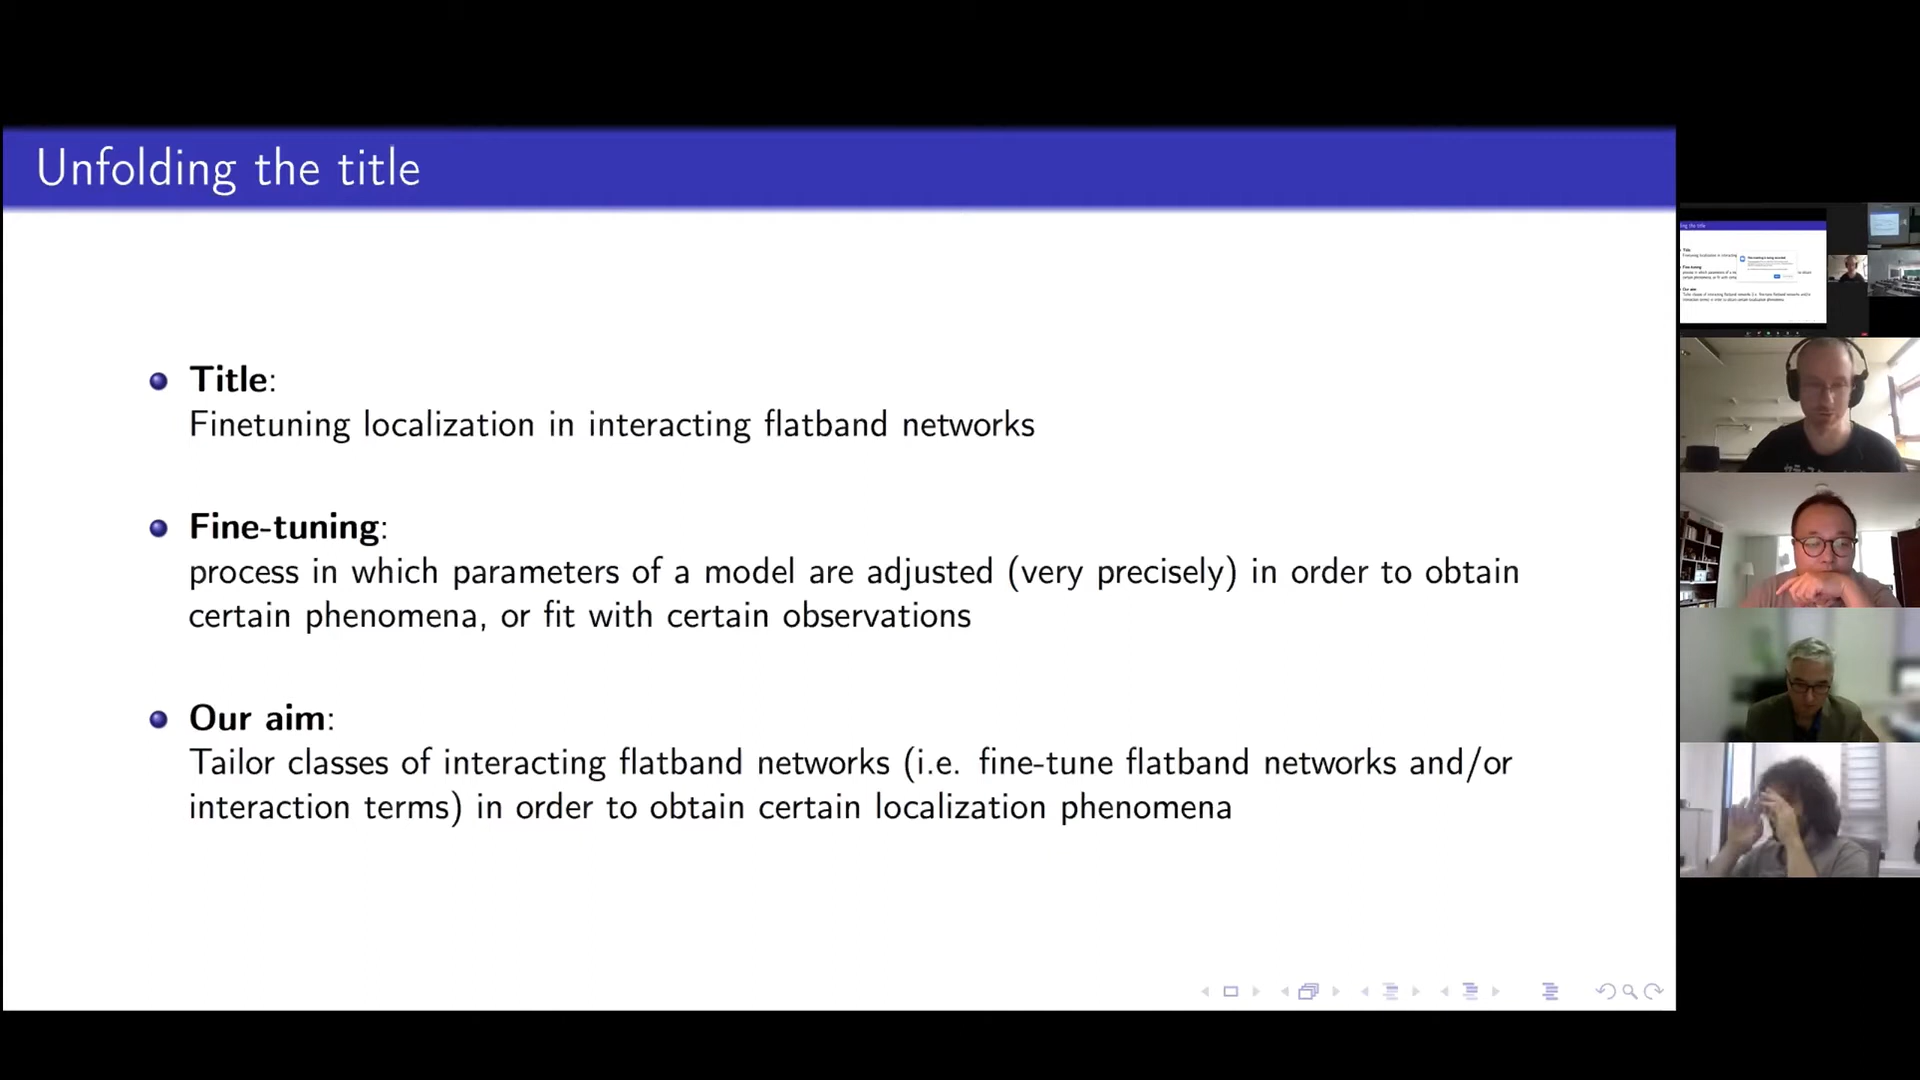 Unfolding the title
Title:
Finetuning localization in interacting flatband networks
Fine-tuning:
process in which parameters of a model are adjusted (very precisely) in order to obtain
certain phenomena, or fit with certain observations
Our aim:
Tailor classes of interacting flatband networks (i.e. fine-tune flatband networks and/or
interaction terms) in order to obtain certain localization phenomena